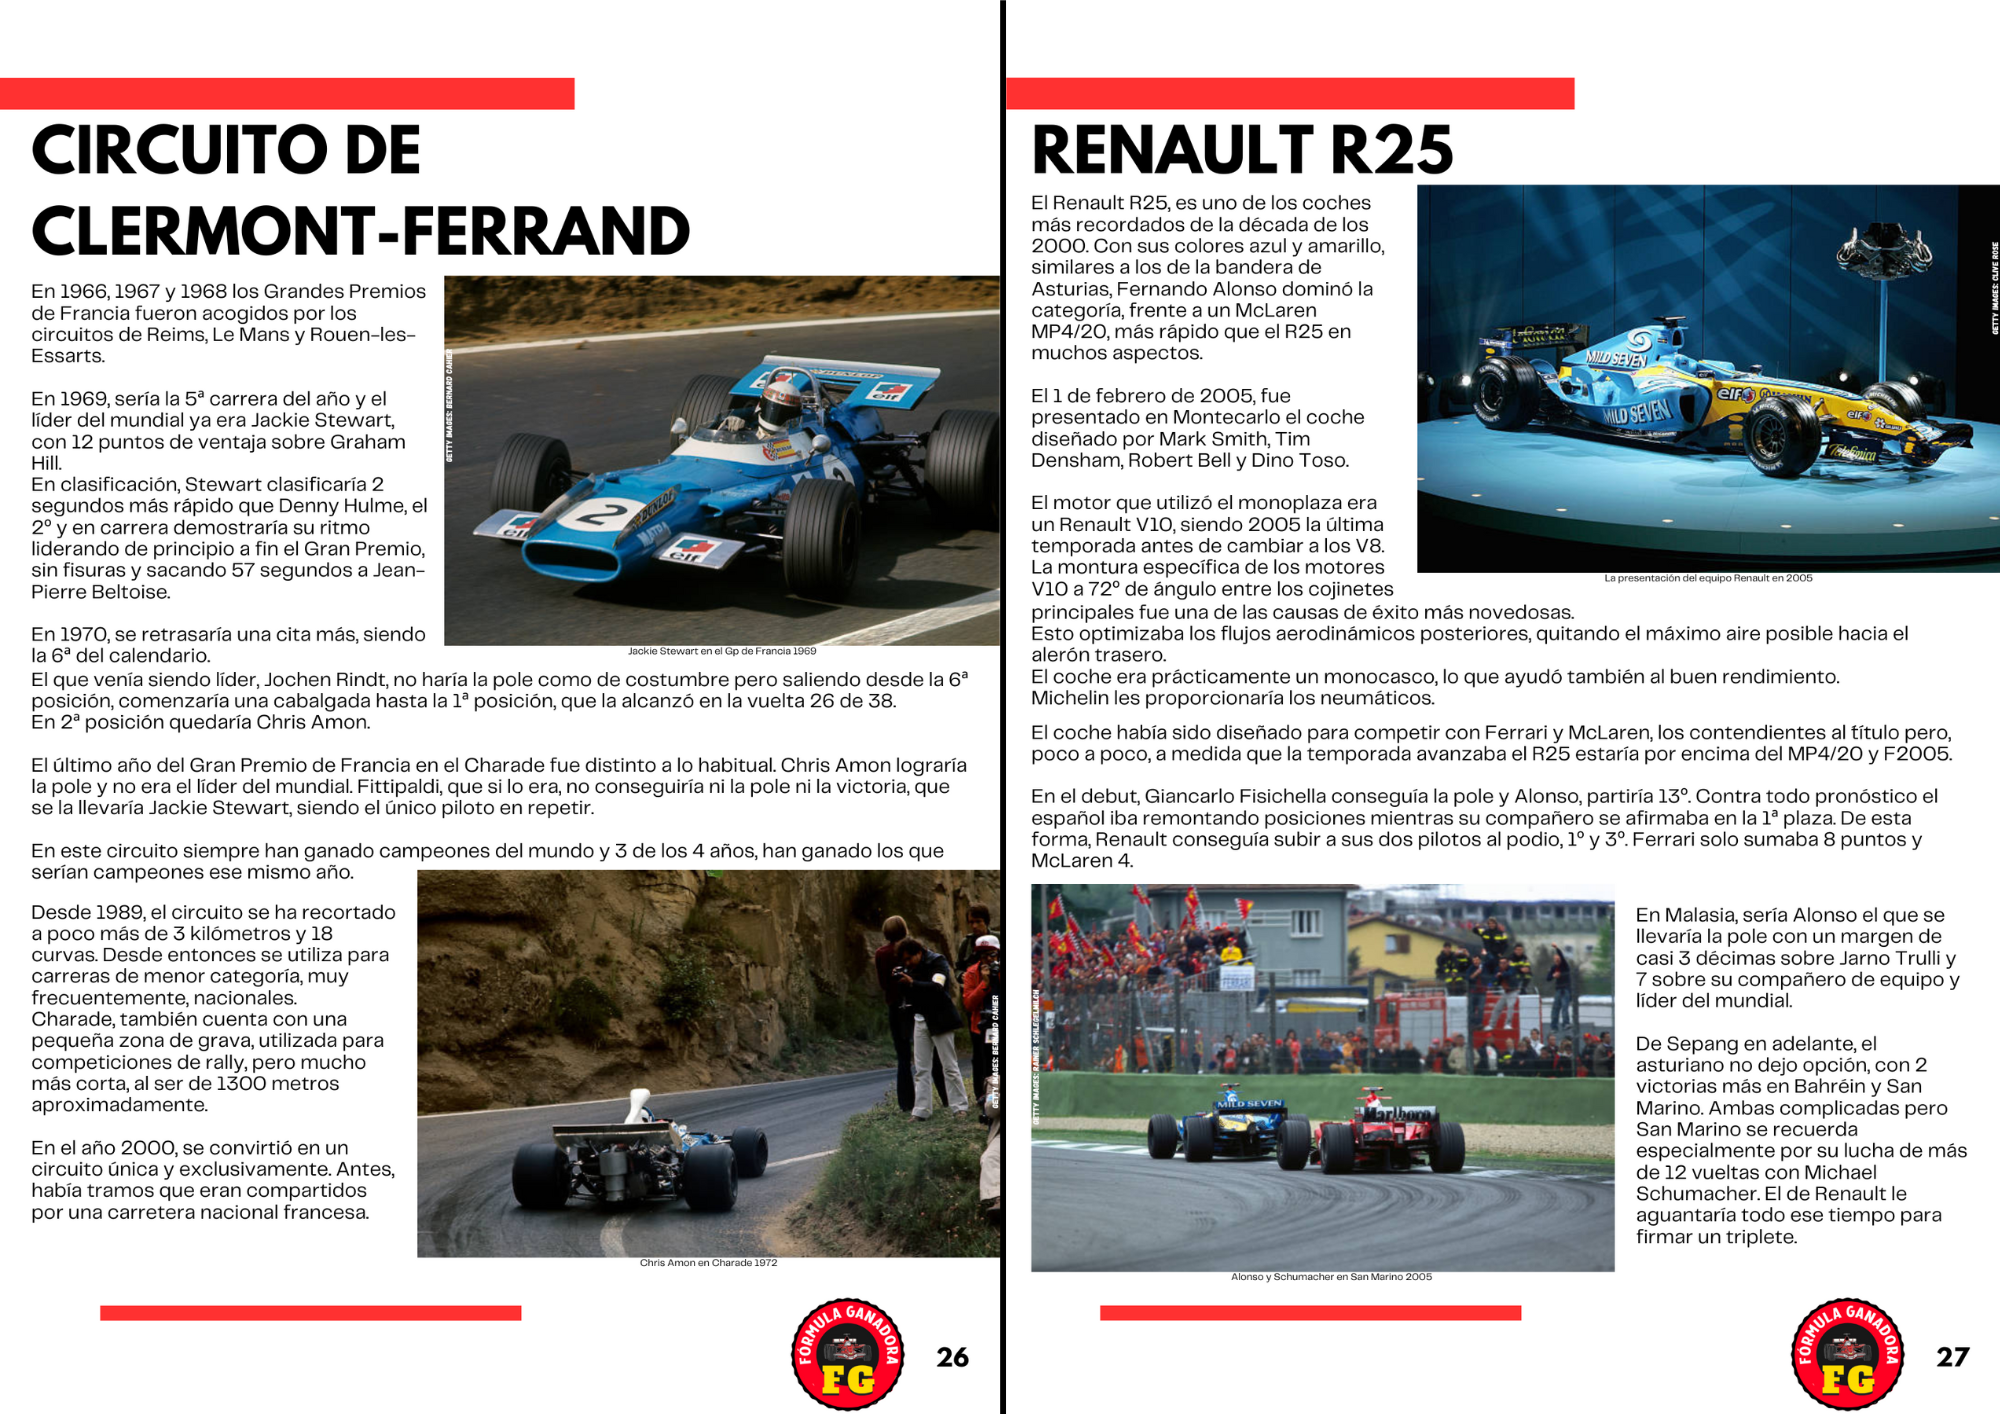 CIRCUITO DE
CLERMONT-FERRAND
En 1966, 1967 y 1968 los Grandes Premios
de Francia fueron acogidos por los
circuitos de Reims, Le Mans y Rouen-les-
Essarts.
En 1969, sería la 5ª carrera del año y el
líder del mundial ya era Jackie Stewart,
con 12 puntos de ventaja sobre Graham
Hill.
En clasificación, Stewart clasificaría 2
segundos más rápido que Denny Hulme, el
2º y en carrera demostraría su ritmo
liderando de principio a fin el Gran Premio,
sin fisuras y sacando 57 segundos a Jean-
Pierre Beltoise.
En 1970, se retrasaría una cita más, siendo
la 6ª del calendario.
El que venía siendo líder, Jochen Rindt, no haría la pole como de costumbre pero saliendo desde la 6ª
posición, comenzaría una cabalgada hasta la 1ª posición, que la alcanzó en la vuelta 26 de 38.
En 2ª posición quedaría Chris Amon.
GETTY IMAGES: BERNARD CAHIER
2
DUNLOP
MATRA
elf
elf
elf
DUNLOP
Jackie Stewart en el Gp de Francia 1969
El último año del Gran Premio de Francia en el Charade fue distinto a lo habitual. Chris Amon lograría
la pole y no era el líder del mundial. Fittipaldi, que si lo era, no conseguiría ni la pole ni la victoria, que
se la llevaría Jackie Stewart, siendo el único piloto en repetir.
En este circuito siempre han ganado campeones del mundo y 3 de los 4 años, han ganado los que
serían campeones ese mismo año.
Desde 1989, el circuito se ha recortado
a poco más de 3 kilómetros y 18
curvas. Desde entonces se utiliza para
carreras de menor categoría, muy
frecuentemente, nacionales.
Charade, también cuenta con una
pequeña zona de grava, utilizada para
competiciones de rally, pero mucho
más corta, al ser de 1300 metros
aproximadamente.
En el año 2000, se convirtió en un
circuito única y exclusivamente. Antes,
había tramos que eran compartidos
por una carretera nacional francesa.
GETTY IMAGES: BERNARD CAHIER
Chris Amon en Charade 1972
FÓRMULA GANADORA
FG
26
RENAULT R25
El Renault R25, es uno de los coches
más recordados de la década de los
2000. Con sus colores azul y amarillo,
similares a los de la bandera de
Asturias, Fernando Alonso dominó la
categoría, frente a un McLaren
MP4/20, más rápido que el R25 en
muchos aspectos.
El 1 de febrero de 2005, fue
presentado en Montecarlo el coche
diseñado por Mark Smith, Tim
Densham, Robert Bell y Dino Toso.
El motor que utilizó el monoplaza era
un Renault V10, siendo 2005 la última
temporada antes de cambiar a los V8.
La montura específica de los motores
V10 a 72º de ángulo entre los cojinetes
principales fue una de las causas de éxito más novedosas.
Esto optimizaba los flujos aerodinámicos posteriores, quitando el máximo aire posible hacia el
alerón trasero.
El coche era prácticamente un monocasco, lo que ayudó también al buen rendimiento.
Michelin les proporcionaría los neumáticos.
GETTY IMAGES: CLIVE ROSE
Telefónica
MILD SEVEN
MILD SEVEN
elf
elf
Telefónica
La presentación del equipo Renault en 2005
El coche había sido diseñado para competir con Ferrari y McLaren, los contendientes al título pero,
poco a poco, a medida que la temporada avanzaba el R25 estaría por encima del MP4/20 y F2005.
En el debut, Giancarlo Fisichella conseguía la pole y Alonso, partiría 13º. Contra todo pronóstico el
español iba remontando posiciones mientras su compañero se afirmaba en la 1ª plaza. De esta
forma, Renault conseguía subir a sus dos pilotos al podio, 1º y 3º. Ferrari solo sumaba 8 puntos y
McLaren 4.
GETTY IMAGES: RAINER SCHLEGELMILCH
FERRARI
MILD SEVEN
Marlboro
Alonso y Schumacher en San Marino 2005
En Malasia, sería Alonso el que se
llevaría la pole con un margen de
casi 3 décimas sobre Jarno Trulli y
7 sobre su compañero de equipo y
líder del mundial.
De Sepang en adelante, el
asturiano no dejo opción, con 2
victorias más en Bahréin y San
Marino. Ambas complicadas pero
San Marino se recuerda
especialmente por su lucha de más
de 12 vueltas con Michael
Schumacher. El de Renault le
aguantaría todo ese tiempo para
firmar un triplete.
FÓRMULA GANADORA
FG
27